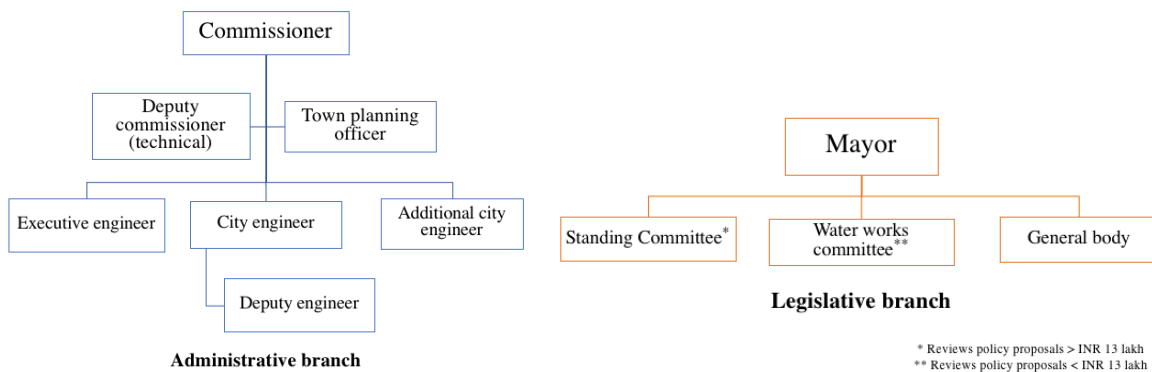 Commissioner
Deputy
commissioner
(technical)
Town planning
officer
Executive engineer
City engineer
Additional city
engineer
Deputy engineer
Administrative branch
Mayor
Standing Committee*
Water works
committee**
General body
Legislative branch
* Reviews policy proposals > INR 13 lakh
** Reviews policy proposals < INR 13 lakh